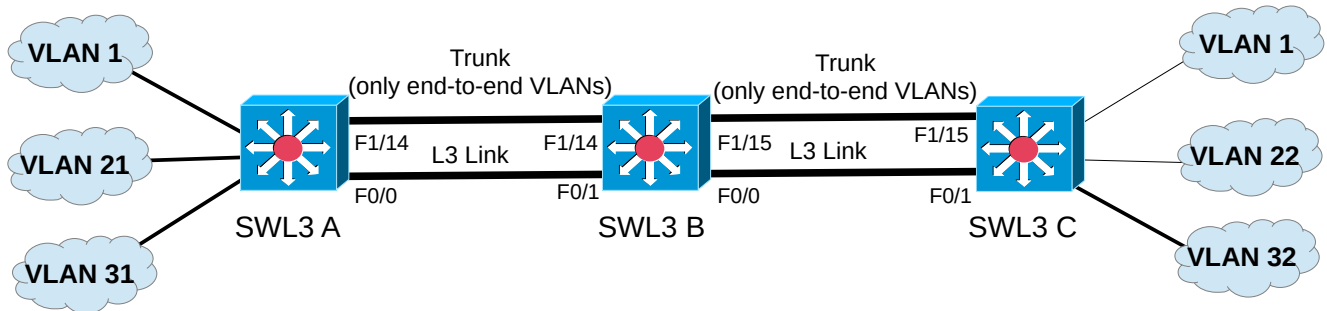 VLAN 1
VLAN 21
VLAN 31
Trunk
(only end-to-end VLANs)
F1/14
F1/14
L3 Link
F0/0
F0/1
SWL3 A
SWL3 B
Trunk
(only end-to-end VLANs)
F1/15
F1/15
L3 Link
F0/0
F0/1
SWL3 C
VLAN 1
VLAN 22
VLAN 32